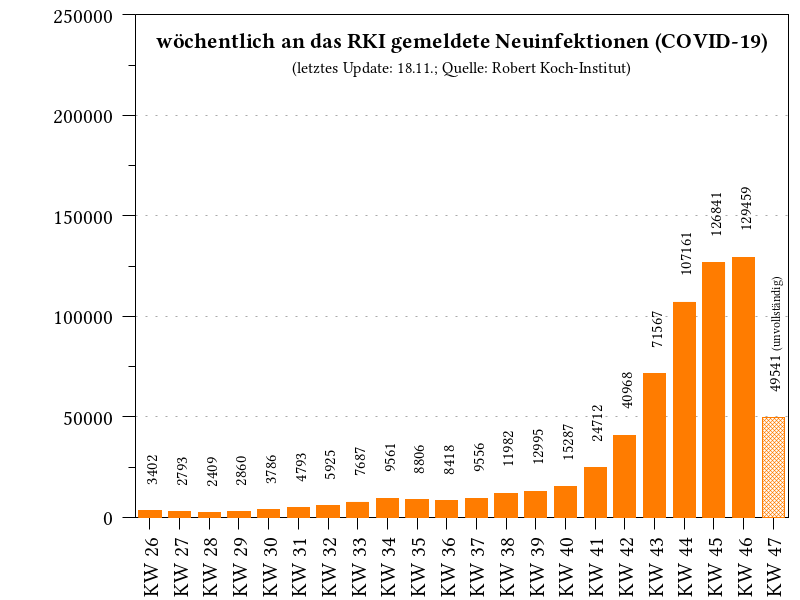 wöchentlich an das RKI gemeldete Neuinfektionen (COVID-19)
(letztes Update: 18.11.; Quelle: Robert Koch-Institut)
250000
200000
150000
100000
50000
0
3402
2793
2409
2860
3786
4793
5925
7687
9561
8806
8418
9556
11982
12995
15287
24712
40968
71567
107161
126841
129459
49541 (unvollständig)
KW 26
KW 27
KW 28
KW 29
KW 30
KW 31
KW 32
KW 33
KW 34
KW 35
KW 36
KW 37
KW 38
KW 39
KW 40
KW 41
KW 42
KW 43
KW 44
KW 45
KW 46
KW 47